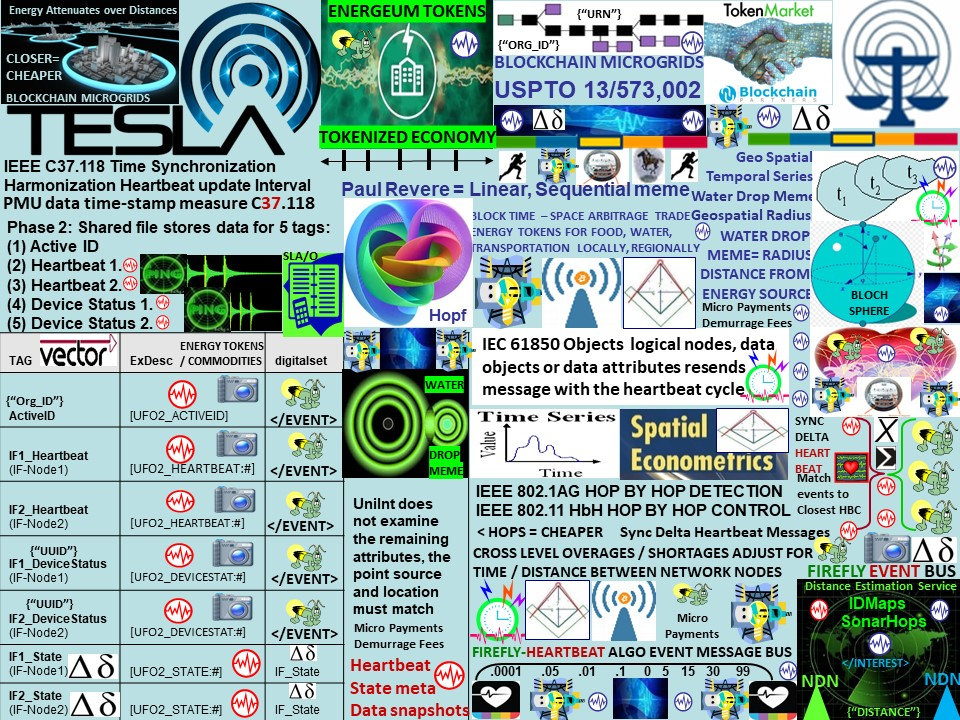 Energy Attenuates over Distances
CLOSER=
CHEAPER
BLOCKCHAIN MICROGRIDS
TESLA
IEEE C37.118 Time Synchronization
Harmonization Heartbeat update Interval
PMU data time-stamp measure C37.118
Phase 2: Shared file stores data for 5 tags:
(1) Active ID
(2) Heartbeat 1.
(3) Heartbeat 2.
(4) Device Status 1.
(5) Device Status 2.
MNG
MNG
SLA/O
ENERGEUM TOKENS
TOKENIZED ECONOMY
{“URN”}
{“ORG_ID”}
BLOCKCHAIN MICROGRIDS
USPTO 13/573,002
Δδ
TokenMarket
Blockchain
PARTNERS
Δδ
Paul Revere = Linear, Sequential meme
Hopf
BLOCK TIME – SPACE ARBITRAGE TRADE
ENERGY TOKENS FOR FOOD, WATER,
TRANSPORTATION LOCALLY, REGIONALLY
Geo Spatial
Temporal Series
Water Drop Meme
Geospatial Radius
WATER DROP
MEME= RADIUS
DISTANCE FROM
ENERGY SOURCE
Micro Payments
Demurrage Fees
t1
t2
t3
BLOCH
SPHERE
IEC 61850 Objects logical nodes, data
objects or data attributes resends
message with the heartbeat cycle
TAG
vector
ExDesc
ENERGY TOKENS
/ COMMODITIES
digitalset
{“Org_ID”}
ActiveID
[UFO2_ACTIVEID]
</EVENT>
IF1_Heartbeat
(IF-Node1)
[UFO2_HEARTBEAT:#]
</EVENT>
IF2_Heartbeat
(IF-Node2)
[UFO2_HEARTBEAT:#]
</EVENT>
{“UUID”}
IF1_DeviceStatus
(IF-Node1)
[UFO2_DEVICESTAT:#]
</EVENT>
{“UUID”}
IF2_DeviceStatus
(IF-Node2)
[UFO2_DEVICESTAT:#]
</EVENT>
IF1_State
(IF-Node1)
Δδ
[UFO2_STATE:#]
Δδ
IF_State
IF2_State
(IF-Node2)
Δδ
[UFO2_STATE:#]
Δδ
IF_State
WATER
DROP
MEME
UniInt does
not examine
the remaining
attributes, the
point source
and location
must match
Micro Payments
Demurrage Fees
Heartbeat
State meta
Data snapshots
Time Series
Value
Time
Spatial
Econometrics
IEEE 802.1AG HOP BY HOP DETECTION
IEEE 802.11 HbH HOP BY HOP CONTROL
< HOPS = CHEAPER Sync Delta Heartbeat Messages
CROSS LEVEL OVERAGES / SHORTAGES ADJUST FOR
TIME / DISTANCE BETWEEN NETWORK NODES
Micro
Payments
FIREFLY-HEARTBEAT ALGO EVENT MESSAGE BUS
.0001 .05 .01 .1 0 5 15 30 99
SYNC
DELTA
HEART
BEAT
Match
events to
Closest HBC
X
Σ
Δδ
FIREFLY EVENT BUS
Distance Estimation Service
IDMaps
SonarHops
</INTEREST>
NDN
NDN
{“DISTANCE”}